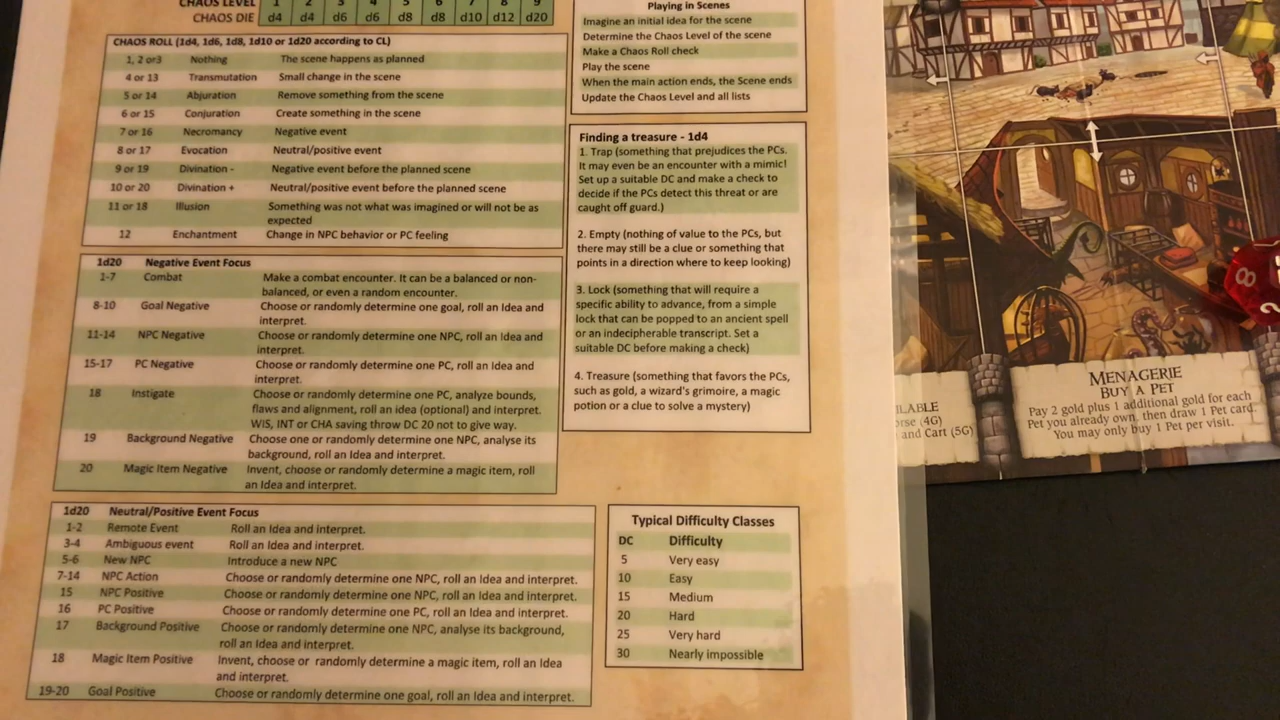 CHAOS LEVEL 1 2 3 4 5 6 7 8 9
CHAOS DIE d4 d4 d6 d6 d8 d8 d10 d12 d20
CHAOS ROLL (1d4, 1d6, 1d8, 1d10 or 1d20 according to CL)
1, 2 or3 Nothing The scene happens as planned
4 or 13 Transmutation Small change in the scene
5 or 14 Abjuration Remove something from the scene
6 or 15 Conjuration Create something in the scene
7 or 16 Necromancy Negative event
8 or 17 Evocation Neutral/positive event
9 or 19 Divination - Negative event before the planned scene
10 or 20 Divination + Neutral/positive event before the planned scene
11 or 18 Illusion Something was not what was imagined or will not be as
expected
12 Enchantment Change in NPC behavior or PC feeling
1d20 Negative Event Focus
1-7 Combat Make a combat encounter. It can be a balanced or non-
balanced, or even a random encounter.
8-10 Goal Negative Choose or randomly determine one goal, roll an Idea and
interpret.
11-14 NPC Negative Choose or randomly determine one NPC, roll an Idea and
interpret.
15-17 PC Negative Choose or randomly determine one PC, roll an Idea and
interpret.
18 Instigate Choose or randomly determine one PC, analyze bounds,
flaws and alignment, roll an idea (optional) and interpret.
WIS, INT or CHA saving throw DC 20 not to give way.
19 Background Negative Choose one or randomly determine one NPC, analyse its
background, roll an Idea and interpret.
20 Magic Item Negative Invent, choose or randomly determine a magic item, roll
an Idea and interpret.
1d20 Neutral/Positive Event Focus
1-2 Remote Event Roll an Idea and interpret.
3-4 Ambiguous event Roll an Idea and interpret.
5-6 New NPC Introduce a new NPC
7-14 NPC Action Choose or randomly determine one NPC, roll an Idea and interpret.
15 NPC Positive Choose or randomly determine one NPC, roll an Idea and interpret.
16 PC Positive Choose or randomly determine one PC, roll an Idea and interpret.
17 Background Positive Choose or randomly determine one NPC, analyse its background,
roll an Idea and interpret.
18 Magic Item Positive Invent, choose or randomly determine a magic item, roll an Idea
and interpret.
19-20 Goal Positive Choose or randomly determine one goal, roll an Idea and interpret.
Playing in Scenes
Imagine an initial idea for the scene
Determine the Chaos Level of the scene
Make a Chaos Roll check
Play the scene
When the main action ends, the Scene ends
Update the Chaos Level and all lists
Finding a treasure - 1d4
1. Trap (something that prejudices the PCs.
It may even be an encounter with a mimic!
Set up a suitable DC and make a check to
decide if the PCs detect this threat or are
caught off guard.)
2. Empty (nothing of value to the PCs, but
there may still be a clue or something that
points in a direction where to keep looking)
3. Lock (something that will require a
specific ability to advance, from a simple
lock that can be popped to an ancient spell
or an indecipherable transcript. Set a
suitable DC before making a check)
4. Treasure (something that favors the PCs,
such as gold, a wizard's grimoire, a magic
potion or a clue to solve a mystery)
Typical Difficulty Classes
DC Difficulty
5 Very easy
10 Easy
15 Medium
20 Hard
25 Very hard
30 Nearly impossible
LABLE
rse (4G)
and Cart (5G)
MENAGERIE
BUY A PET
Pay 2 gold plus 1 additional gold for each
Pet you already own, then draw 1 Pet card.
You may only buy 1 Pet per visit.
8